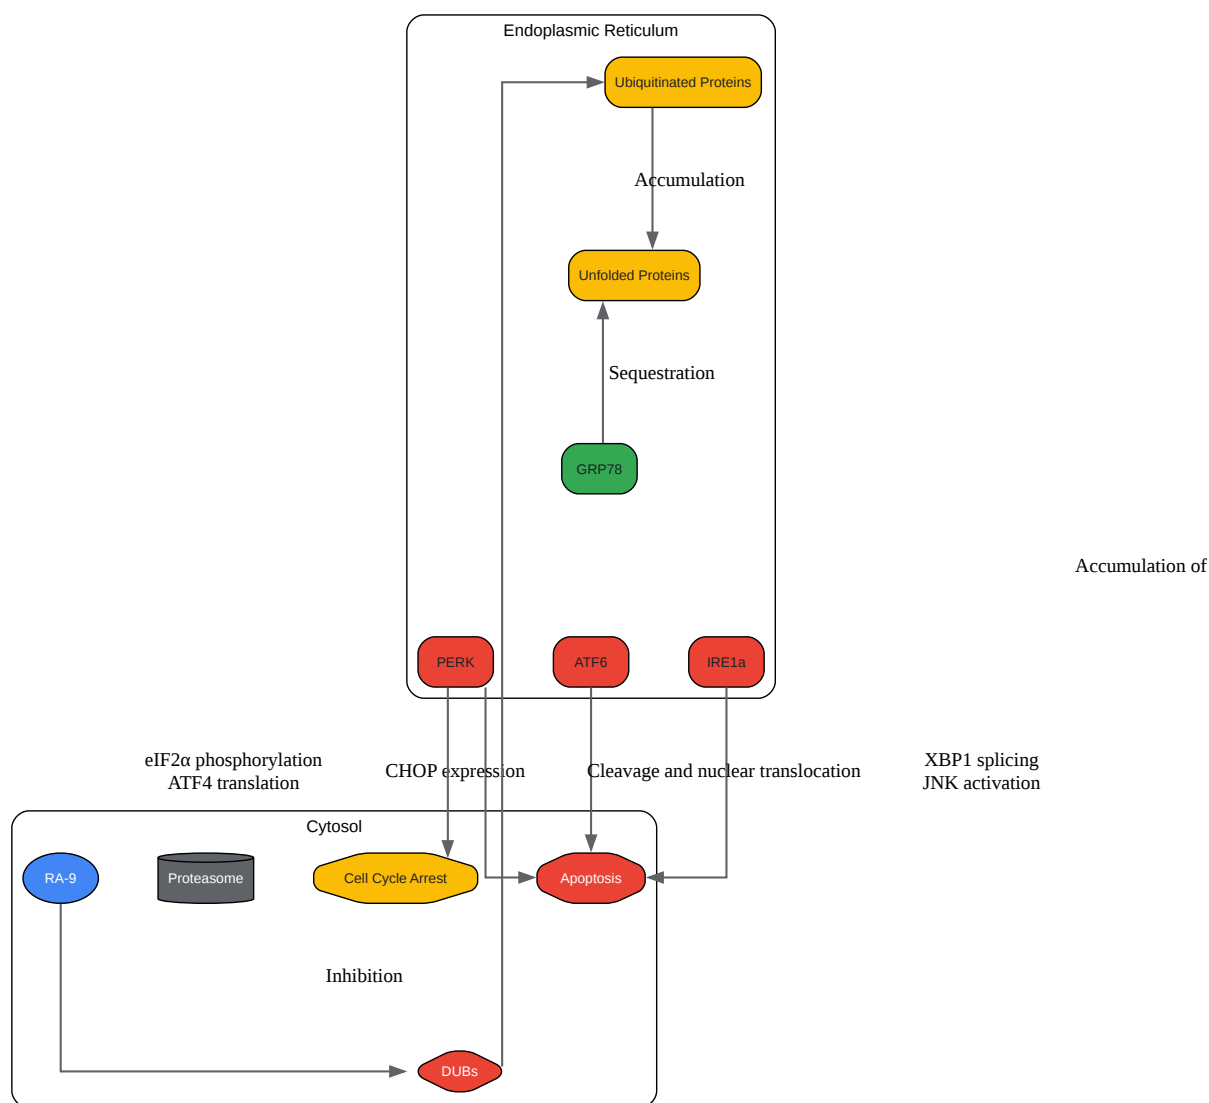 Endoplasmic Reticulum
Ubiquitinated Proteins
Accumulation
Unfolded Proteins
Sequestration
GRP78
Accumulation of
PERK
ATF6
IRE1a
eIF2α phosphorylation
ATF4 translation
CHOP expression
Cleavage and nuclear translocation
XBP1 splicing
JNK activation
Cytosol
RA-9
Proteasome
Cell Cycle Arrest
Apoptosis
Inhibition
DUBs